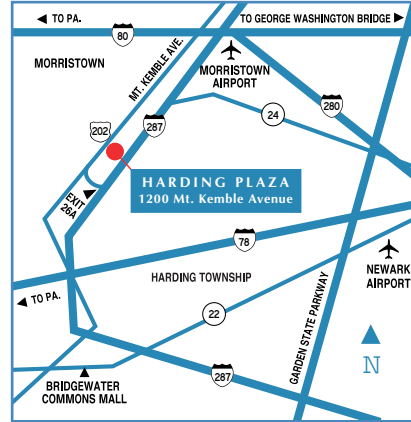 TO PA.
80
TO GEORGE WASHINGTON BRIDGE
MORRISTOWN
MT. KEMBLE AVE.
MORRISTOWN
AIRPORT
280
24
202
287
HARDING PLAZA
1200 Mt. Kemble Avenue
EXIT
26A
78
NEWARK
AIRPORT
HARDING TOWNSHIP
TO PA.
22
GARDEN STATE PARKWAY
N
287
BRIDGEWATER
COMMONS MALL